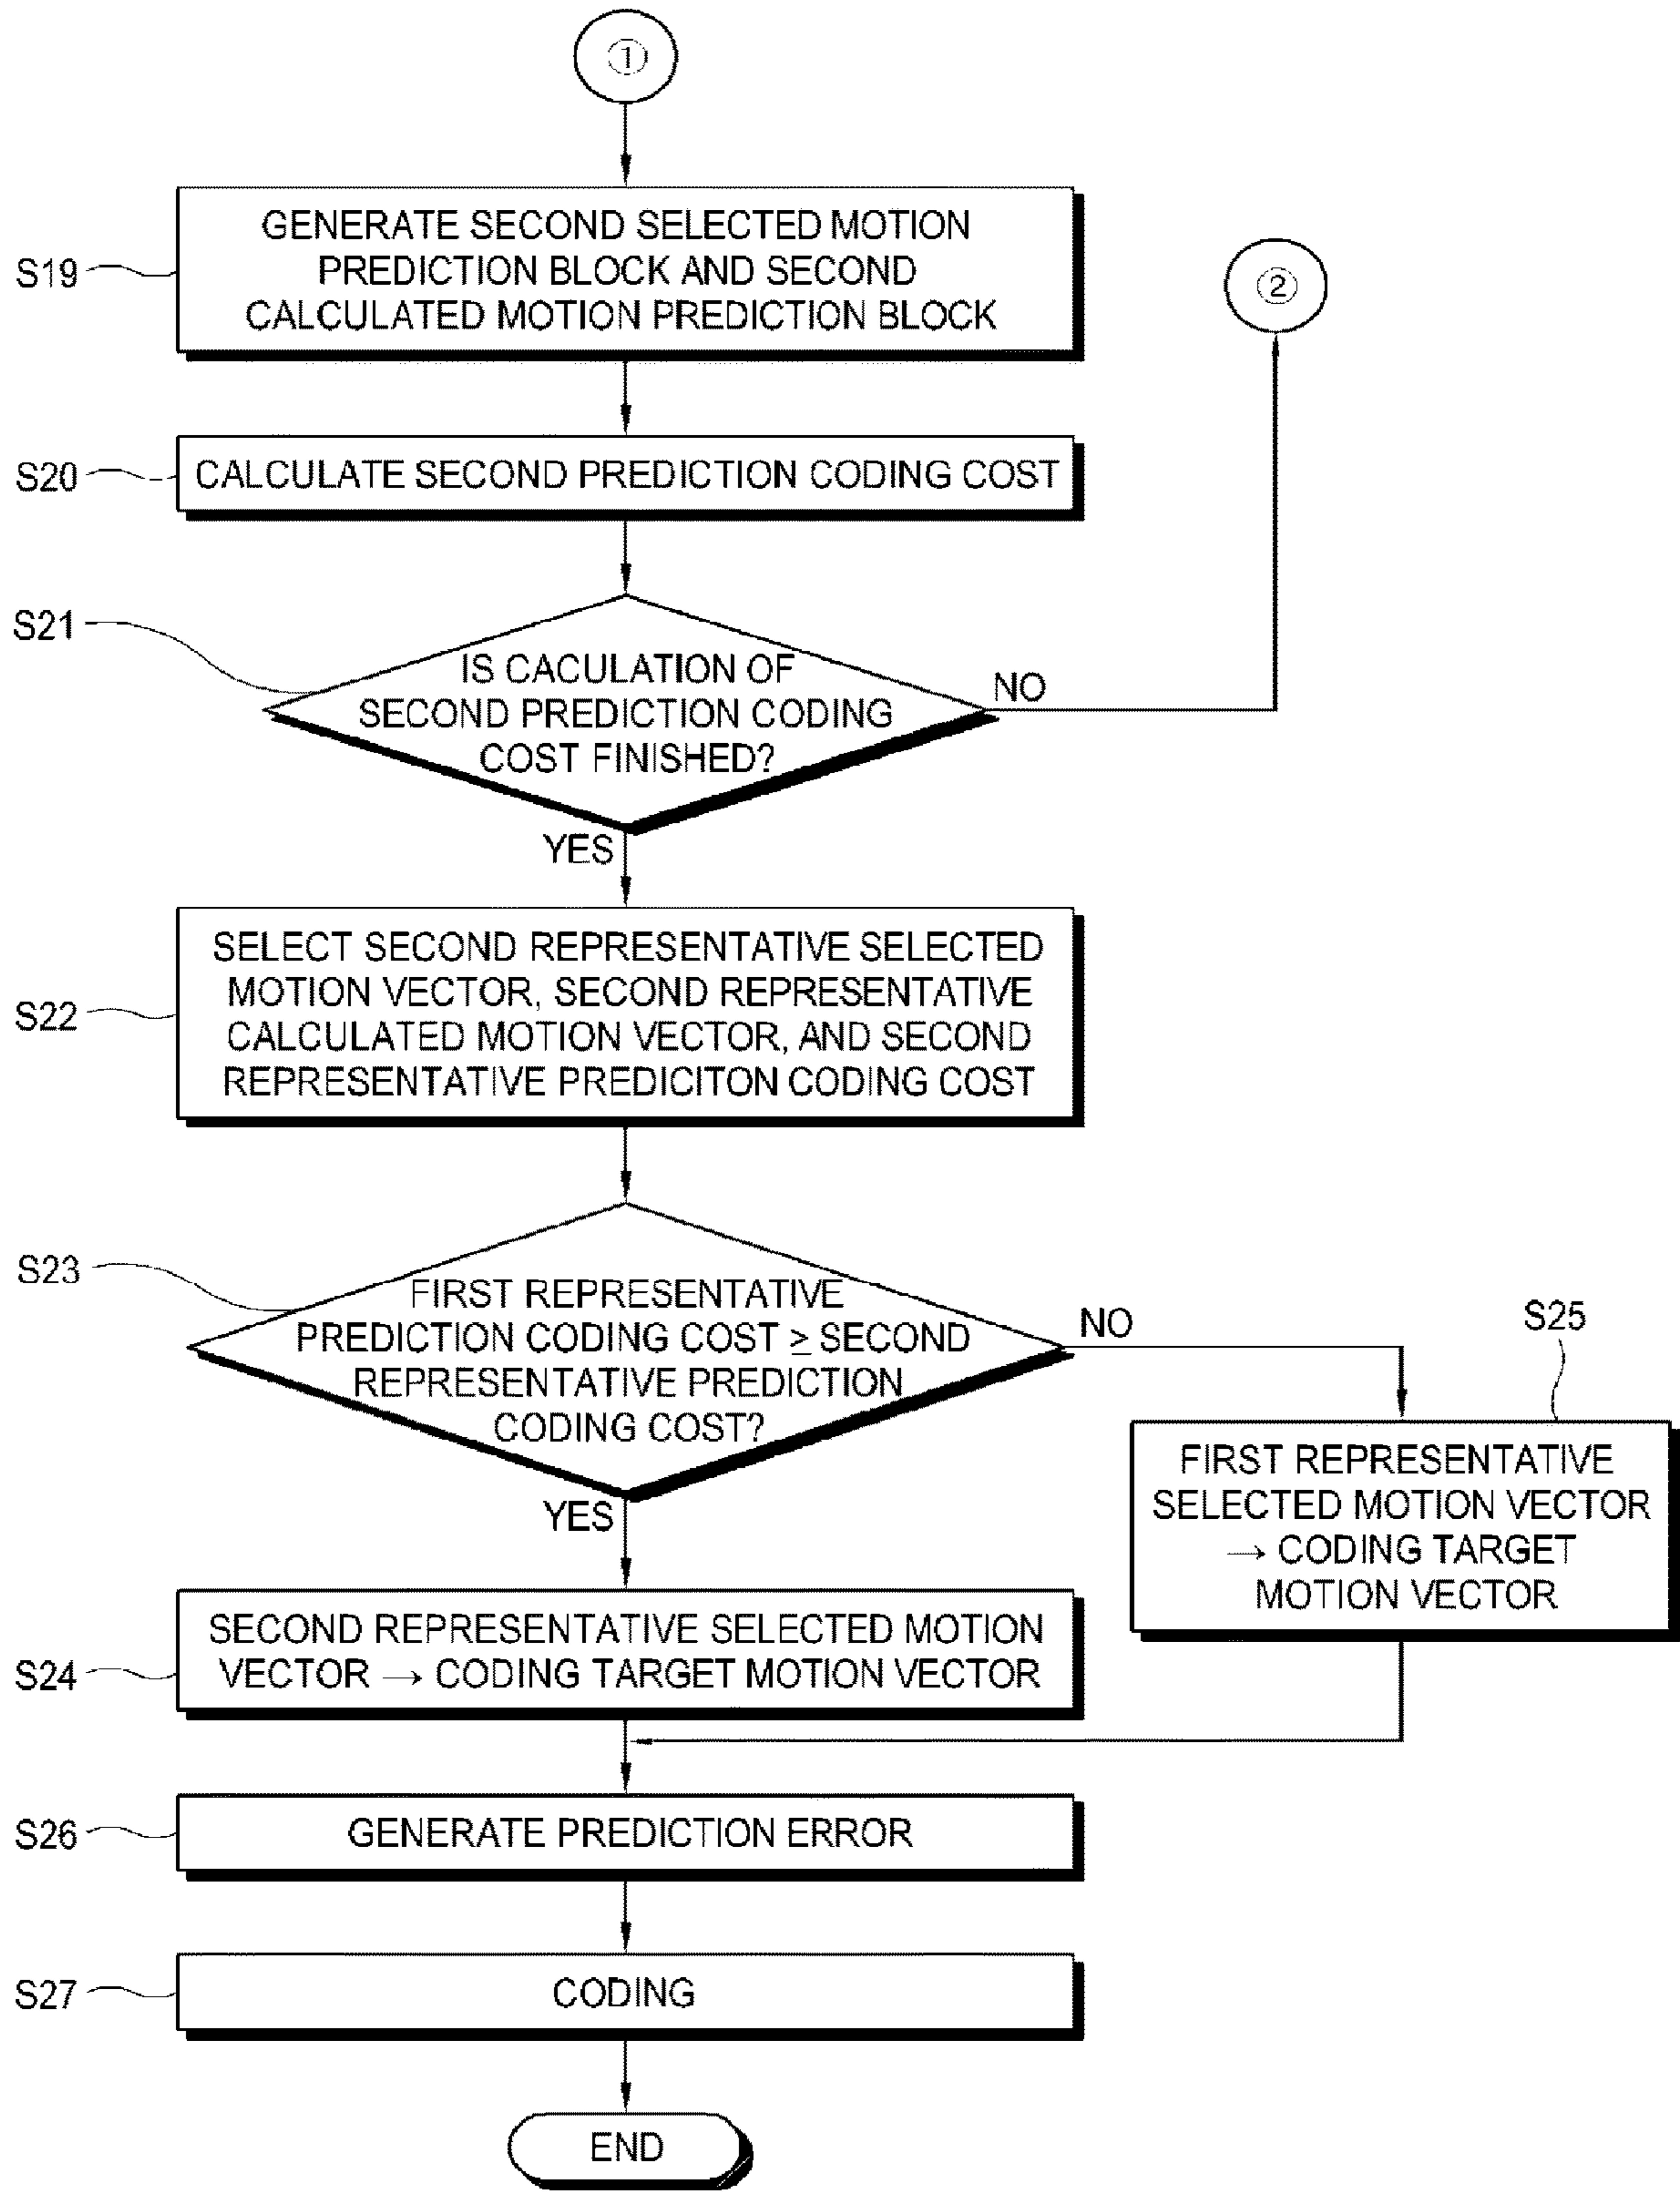 ①
S19
GENERATE SECOND SELECTED MOTION
PREDICTION BLOCK AND SECOND
CALCULATED MOTION PREDICTION BLOCK
②
S20
CALCULATE SECOND PREDICTION CODING COST
S21
IS CACULATION OF
SECOND PREDICTION CODING
COST FINISHED?
NO
YES
S22
SELECT SECOND REPRESENTATIVE SELECTED
MOTION VECTOR, SECOND REPRESENTATIVE
CALCULATED MOTION VECTOR, AND SECOND
REPRESENTATIVE PREDICITON CODING COST
S23
FIRST REPRESENTATIVE
PREDICTION CODING COST ≥ SECOND
REPRESENTATIVE PREDICTION
CODING COST?
NO
YES
S25
FIRST REPRESENTATIVE
SELECTED MOTION VECTOR
→ CODING TARGET
MOTION VECTOR
S24
SECOND REPRESENTATIVE SELECTED MOTION
VECTOR → CODING TARGET MOTION VECTOR
S26
GENERATE PREDICTION ERROR
S27
CODING
END